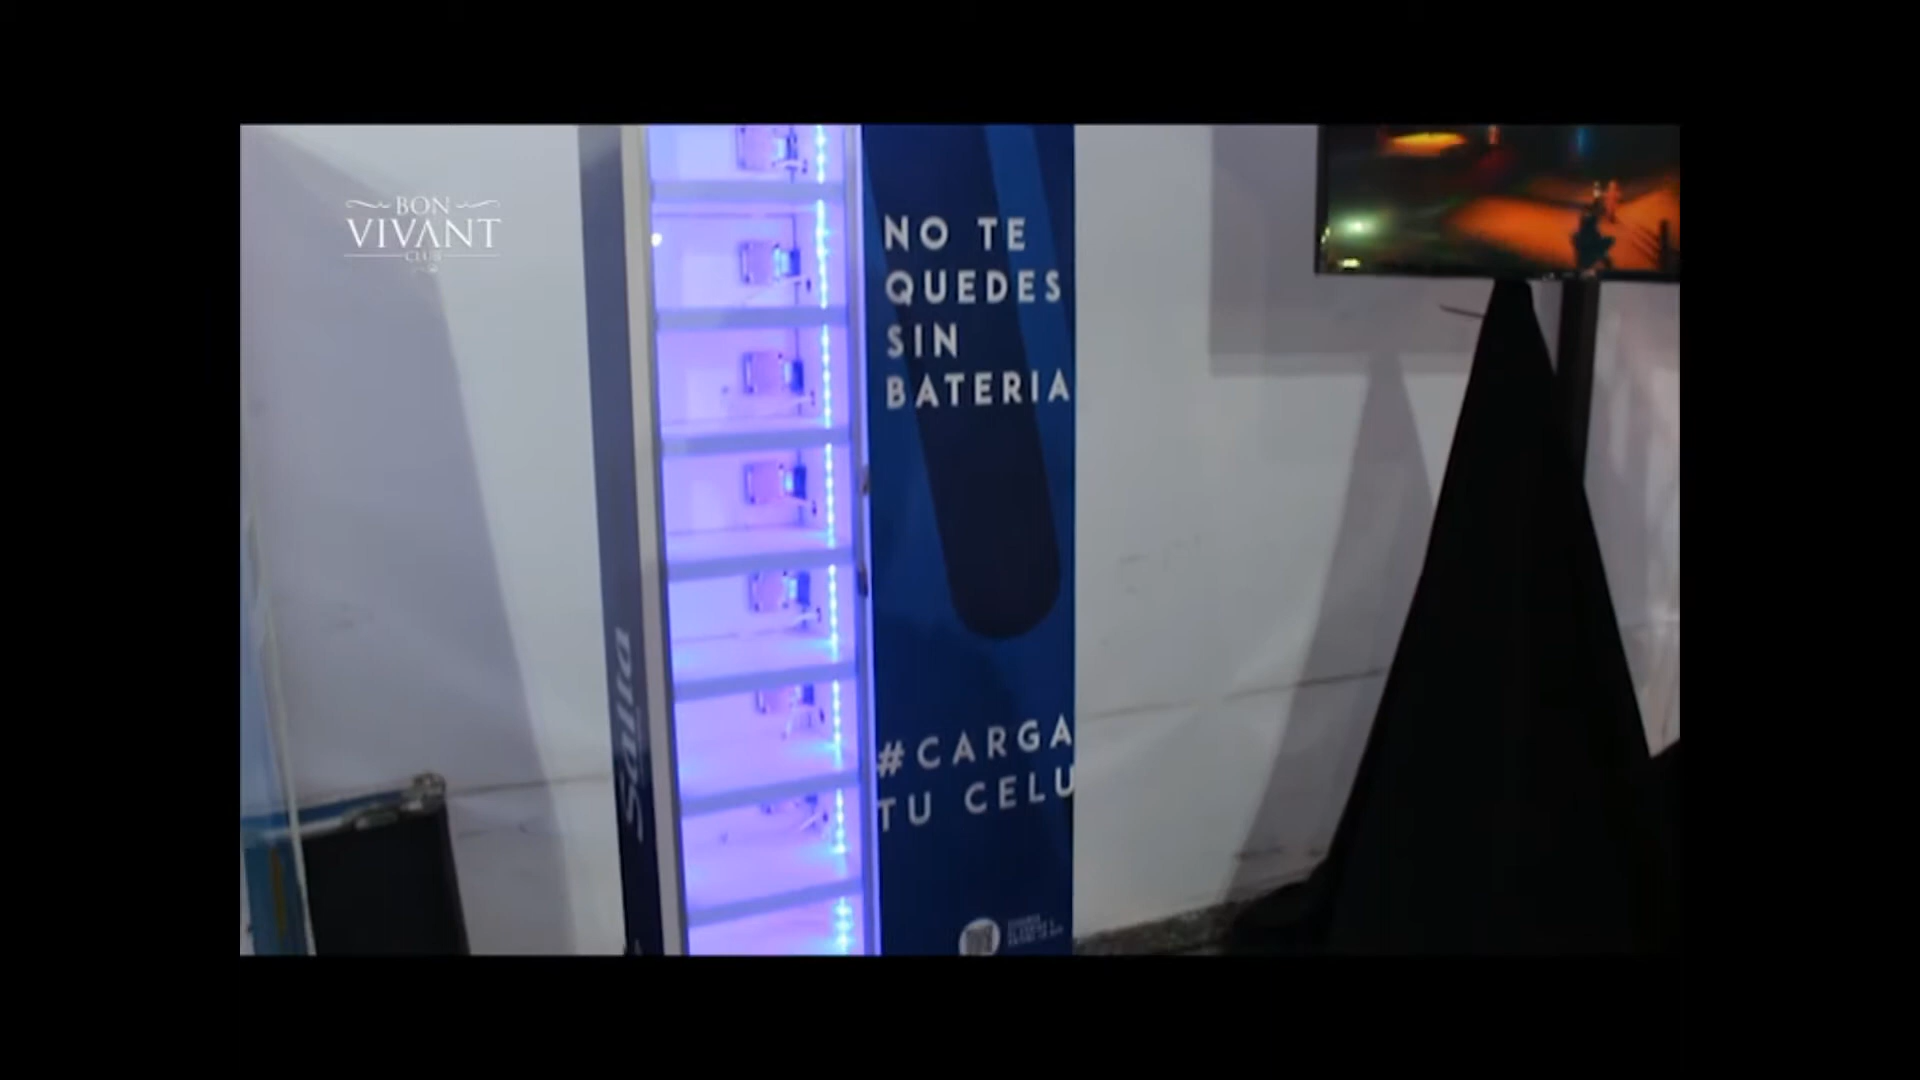 BON
VIVANT
CLUB
NO TE
QUEDES
SIN
BATERIA
#CARGA
TU CELU
Salta